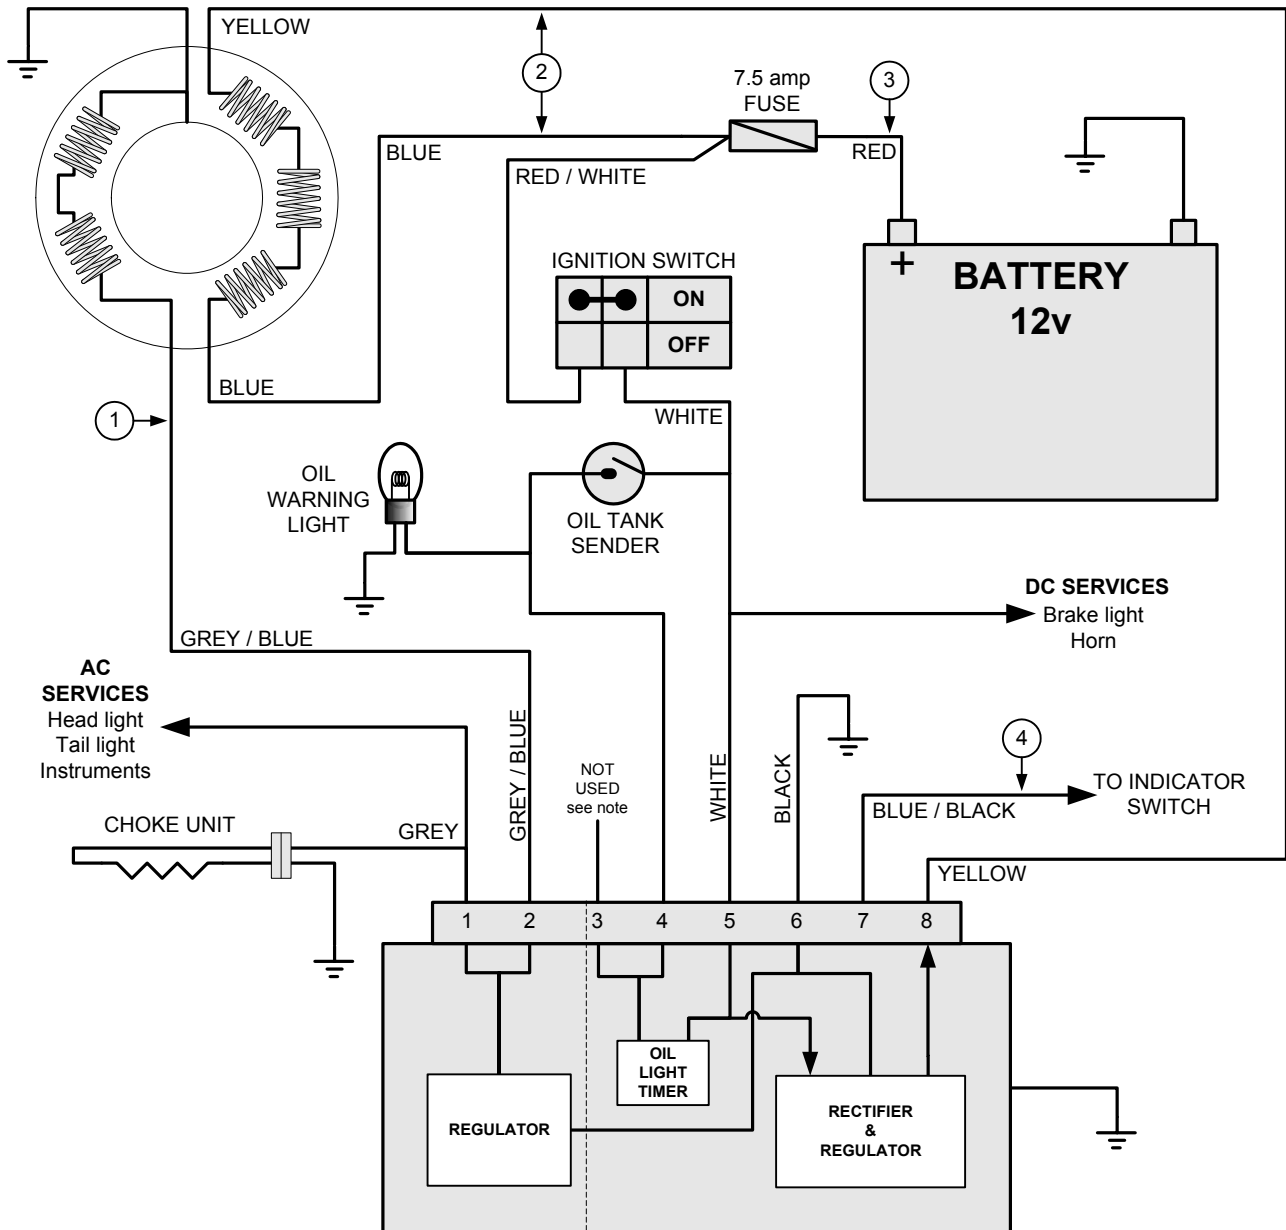 YELLOW
2
7.5 amp
FUSE
3
BLUE
RED / WHITE
RED
IGNITION SWITCH
ON
OFF
+
BATTERY
12v
BLUE
1
WHITE
OIL
WARNING
LIGHT
OIL TANK
SENDER
DC SERVICES
Brake light
Horn
GREY / BLUE
AC
SERVICES
Head light
Tail light
Instruments
GREY / BLUE
NOT
USED
see note
WHITE
BLACK
4
TO INDICATOR
SWITCH
BLUE / BLACK
CHOKE UNIT
GREY
YELLOW
1 2 3 4 5 6 7 8
OIL
LIGHT
TIMER
REGULATOR
RECTIFIER
&
REGULATOR